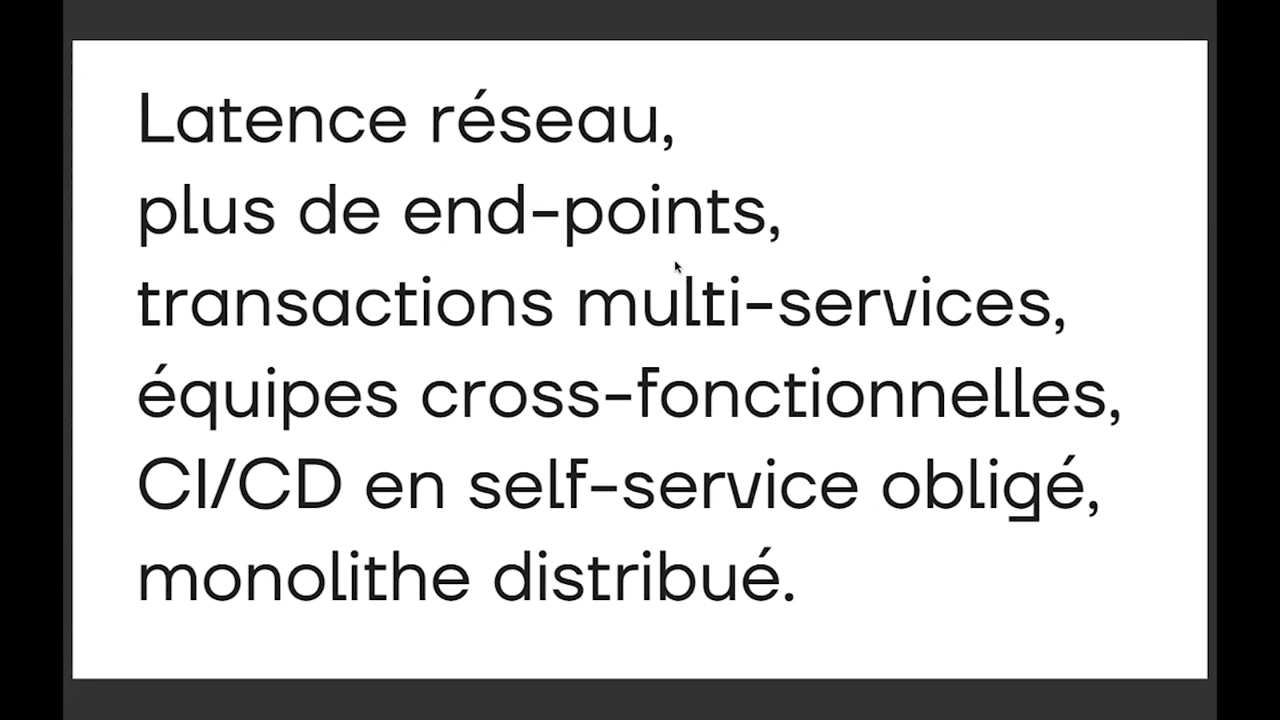 Latence réseau,
plus de end-points,
transactions multi-services,
équipes cross-fonctionnelles,
CI/CD en self-service obligé,
monolithe distribué.